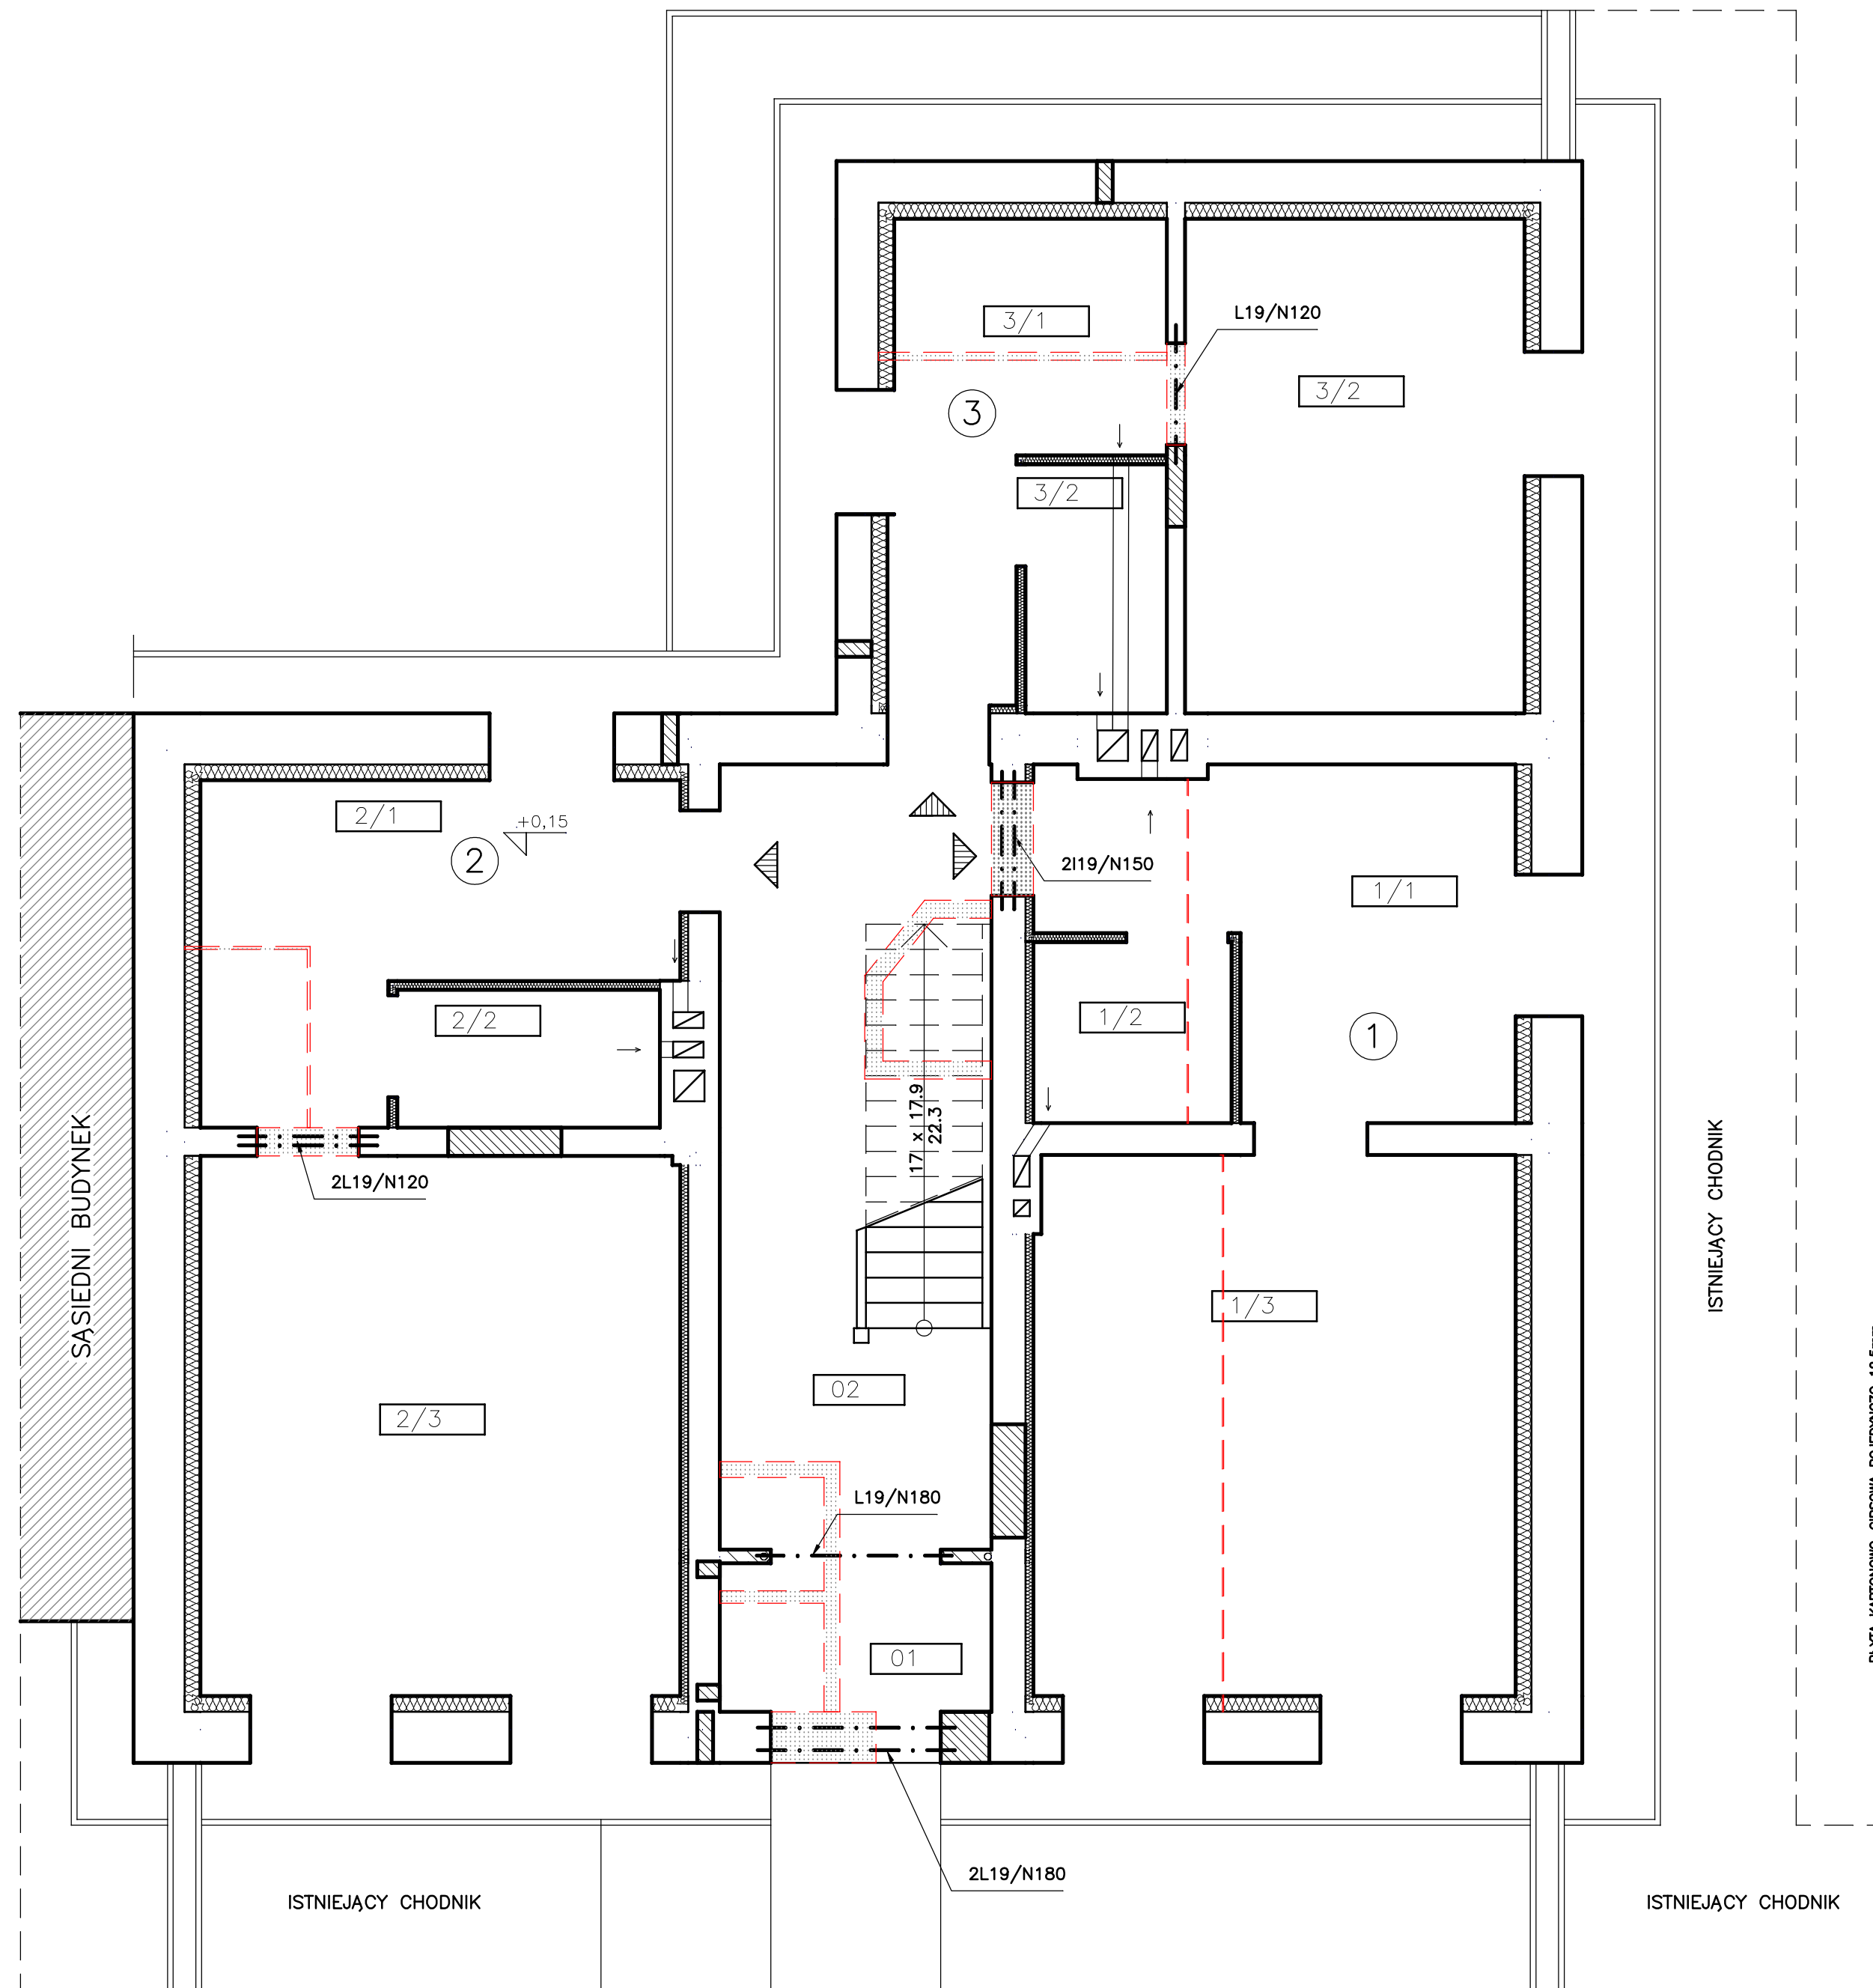 3/1
L19/N120
3/2
3
3/2
2/1
+0,15
2
2I19/N150
1/1
2/2
1/2
1
17 x 17.9
22.3
SĄSIEDNI BUDYNEK
2L19/N120
ISTNIEJĄCY CHODNIK
1/3
02
2/3
L19/N180
01
2L19/N180
ISTNIEJĄCY CHODNIK
ISTNIEJĄCY CHODNIK